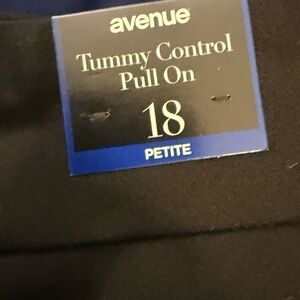 avenue
Tummy Control
Pull On
18
PETITE